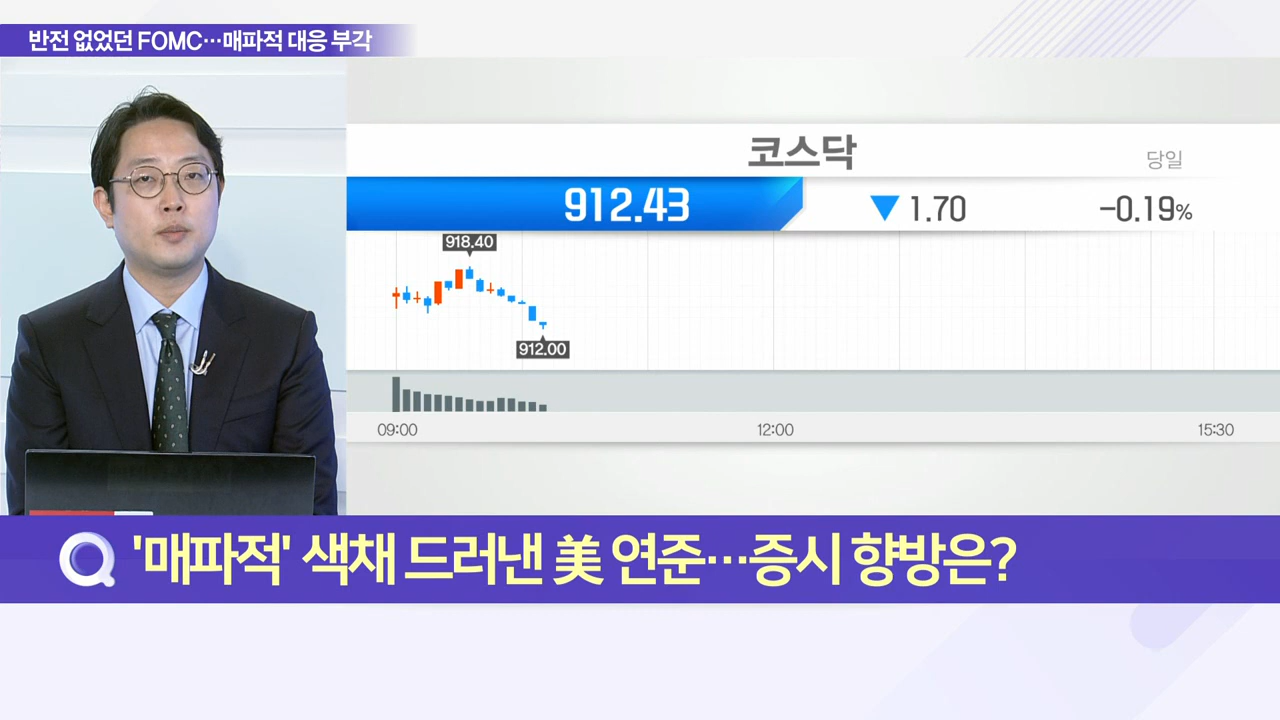 반전 없었던 FOMC…매파적 대응 부각
코스닥
당일
912.43 ▼ 1.70 -0.19%
918.40
912.00
09:00 12:00 15:30
Q '매파적' 색채 드러낸 美 연준…증시 향방은?